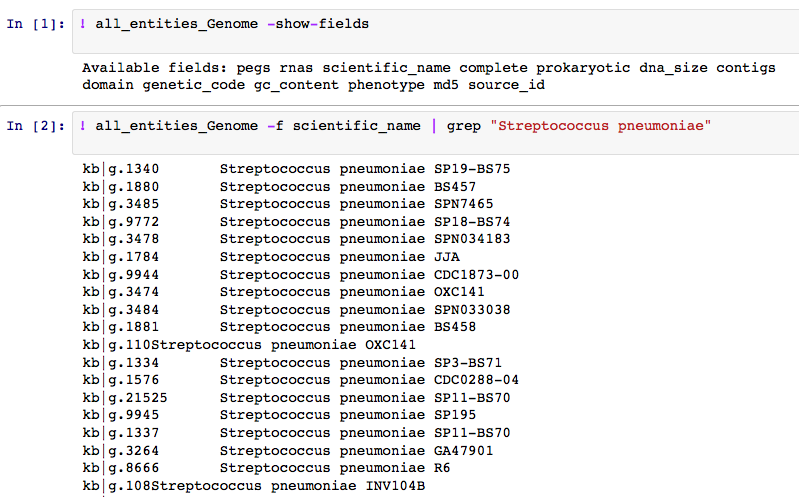 In [1]: ! all_entities_Genome -show-fields
Available fields: pegs rnas scientific_name complete prokaryotic dna_size contigs
domain genetic_code gc_content phenotype md5 source_id
In [2]: ! all_entities_Genome -f scientific_name | grep "Streptococcus pneumoniae"
kb|g.1340 Streptococcus pneumoniae SP19-BS75
kb|g.1880 Streptococcus pneumoniae BS457
kb|g.3485 Streptococcus pneumoniae SPN7465
kb|g.9772 Streptococcus pneumoniae SP18-BS74
kb|g.3478 Streptococcus pneumoniae SPN034183
kb|g.1784 Streptococcus pneumoniae JJA
kb|g.9944 Streptococcus pneumoniae CDC1873-00
kb|g.3474 Streptococcus pneumoniae OXC141
kb|g.3484 Streptococcus pneumoniae SPN033038
kb|g.1881 Streptococcus pneumoniae BS458
kb|g.110Streptococcus pneumoniae OXC141
kb|g.1334 Streptococcus pneumoniae SP3-BS71
kb|g.1576 Streptococcus pneumoniae CDC0288-04
kb|g.21525 Streptococcus pneumoniae SP11-BS70
kb|g.9945 Streptococcus pneumoniae SP195
kb|g.1337 Streptococcus pneumoniae SP11-BS70
kb|g.3264 Streptococcus pneumoniae GA47901
kb|g.8666 Streptococcus pneumoniae R6
kb|g.108Streptococcus pneumoniae INV104B